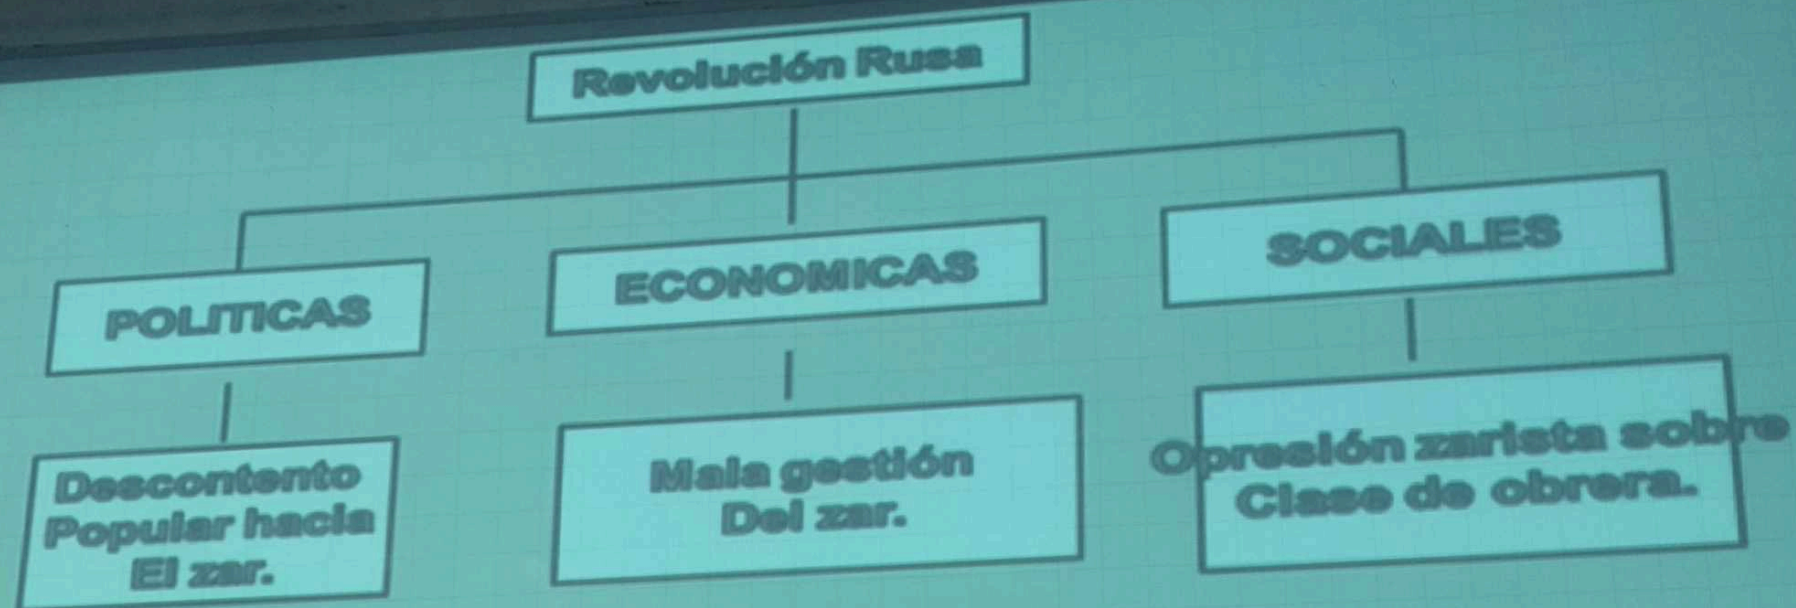 Revolución Rusa
POLITICAS
ECONOMICAS
SOCIALES
Descontento
Popular hacia
El zar.
Mala gestión
Del zar.
Opresión zarista sobre
Clase de obrera.